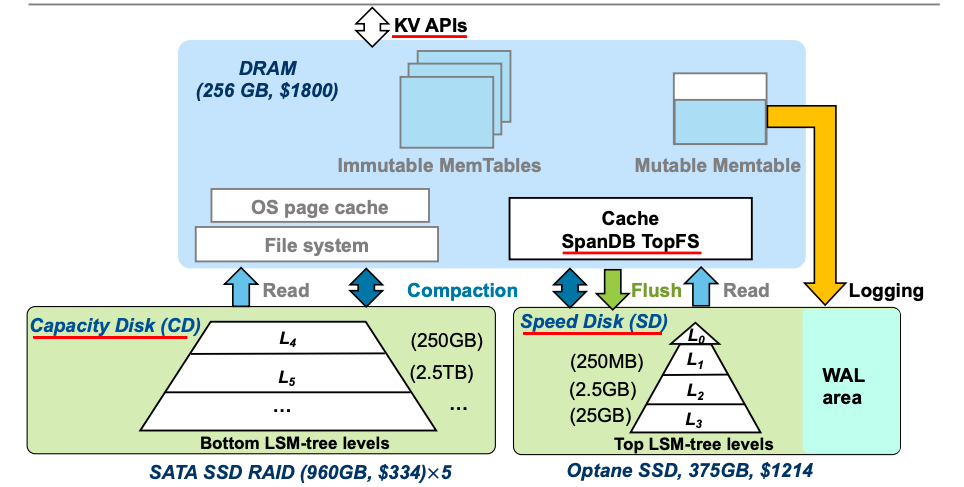 KV APIs
DRAM
(256 GB, $1800)
Immutable MemTables
Mutable Memtable
OS page cache
File system
Cache
SpanDB TopFS
Read
Compaction
Flush
Read
Logging
Capacity Disk (CD)
L4
(250GB)
L5
(2.5TB)
...
...
Bottom LSM-tree levels
SATA SSD RAID (960GB, $334)×5
Speed Disk (SD)
L0
(250MB)
L1
(2.5GB)
L2
(25GB)
L3
Top LSM-tree levels
WAL
area
Optane SSD, 375GB, $1214